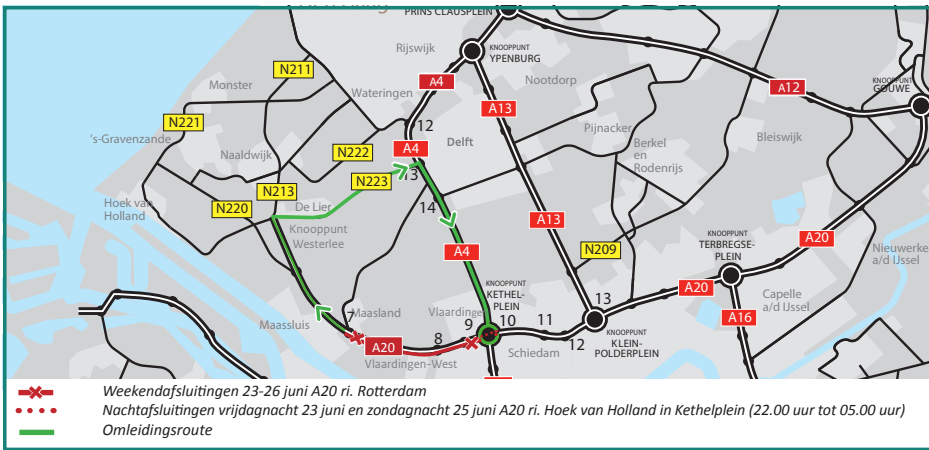 PRINS CLAUSPLEIN
Rijswijk
KNOOPPUNT
YPENBURG
N211
A4
Nootdorp
A12
KNOOPPUNT
GOUWE
Monster
Wateringen
A13
N221
12
Pijnacker
Bleiswijk
's-Gravenzande
A4
Delft
Berkel
en
Rodenrijs
Naaldwijk
N222
13
N223
N213
14
De Lier
Hoek van
Holland
N220
A13
Knooppunt
Westerlee
A4
N209
KNOOPPUNT
TERBREGSE-
PLEIN
A20
Nieuwerke
a/d IJssel
KNOOPPUNT
KETHEL-
PLEIN
A20
Capelle
a/d IJssel
13
Maassluis
7
Maasland
Vlaardinge
9
10
11
A16
8
12
KNOOPPUNT
KLEIN-
POLDERPLEIN
A20
Schiedam
Vlaardingen-West
Weekendafsluitingen 23-26 juni A20 ri. Rotterdam
Nachtafsluitingen vrijdagnacht 23 juni en zondagnacht 25 juni A20 ri. Hoek van Holland in Kethelplein (22.00 uur tot 05.00 uur)
Omleidingsroute